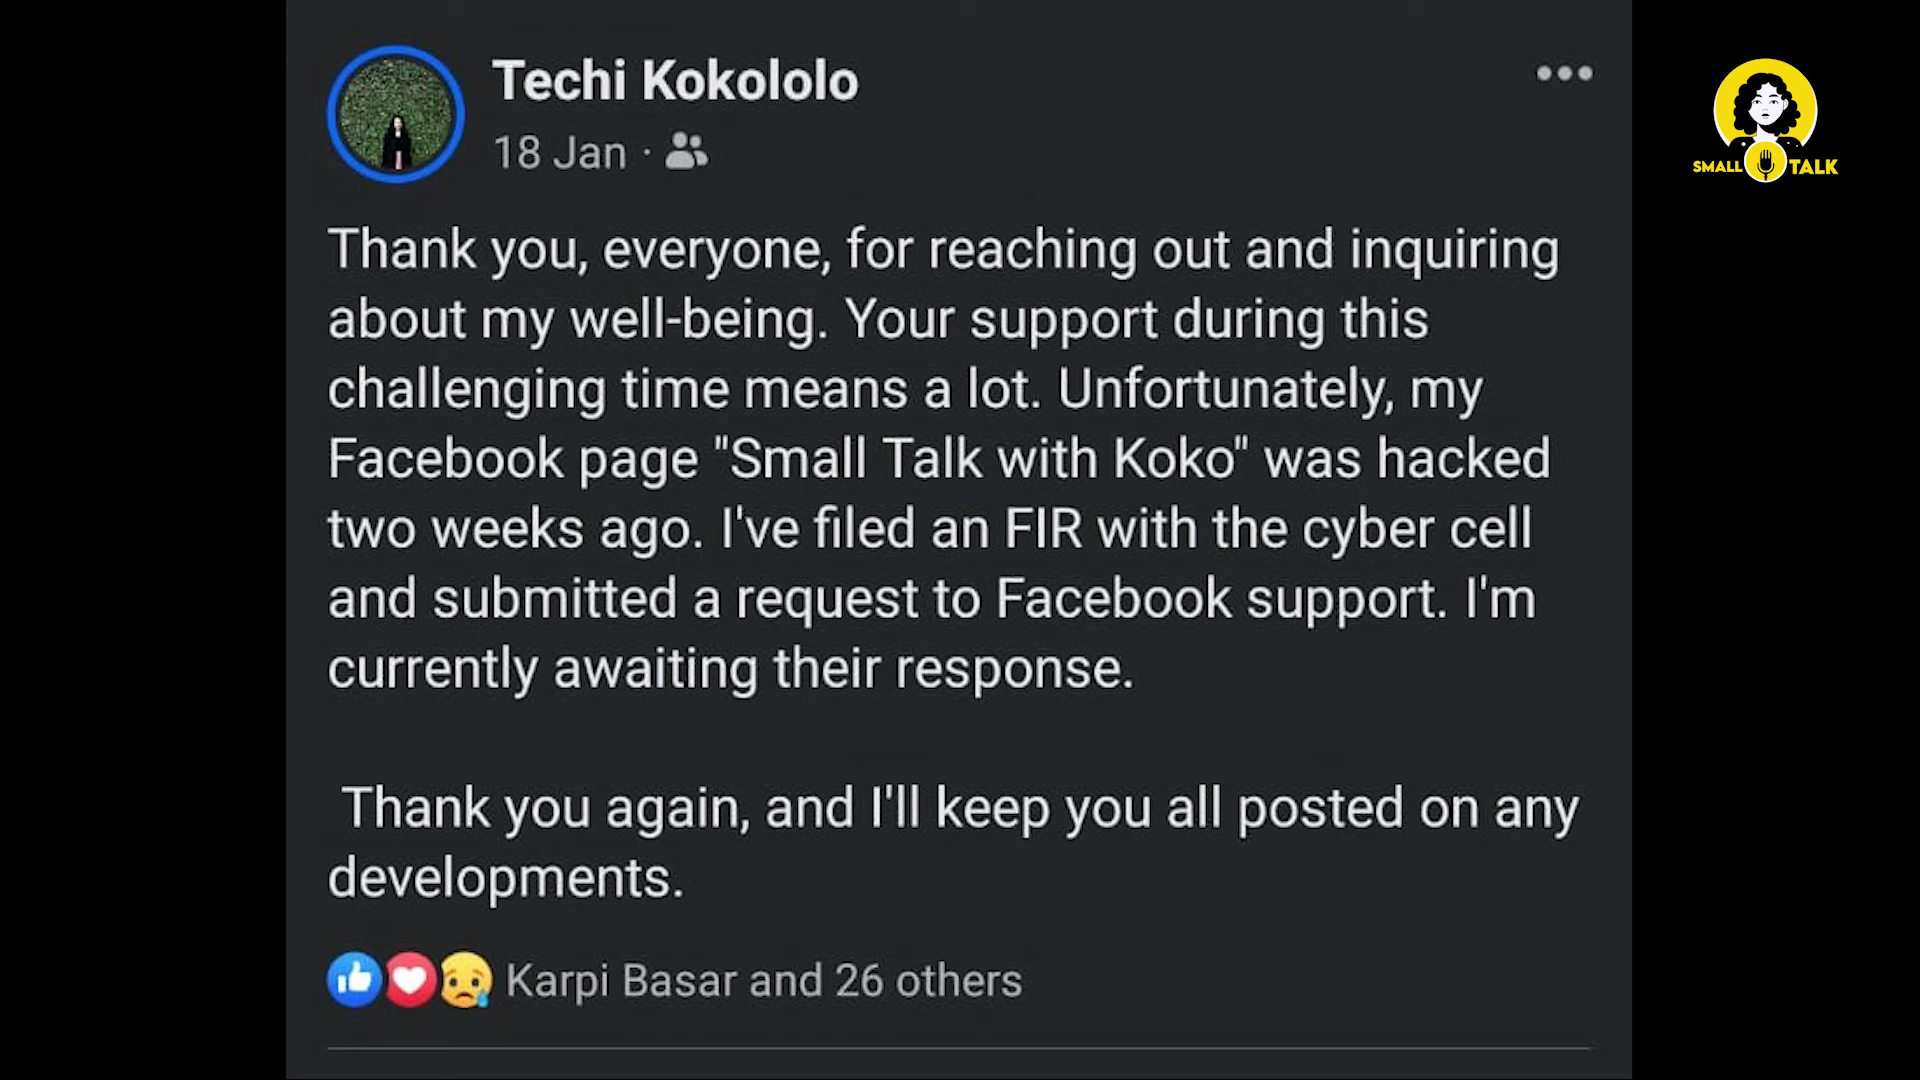 Techi Kokololo
18 Jan ·
SMALL TALK
Thank you, everyone, for reaching out and inquiring
about my well-being. Your support during this
challenging time means a lot. Unfortunately, my
Facebook page "Small Talk with Koko" was hacked
two weeks ago. I've filed an FIR with the cyber cell
and submitted a request to Facebook support. I'm
currently awaiting their response.
Thank you again, and I'll keep you all posted on any
developments.
Karpi Basar and 26 others